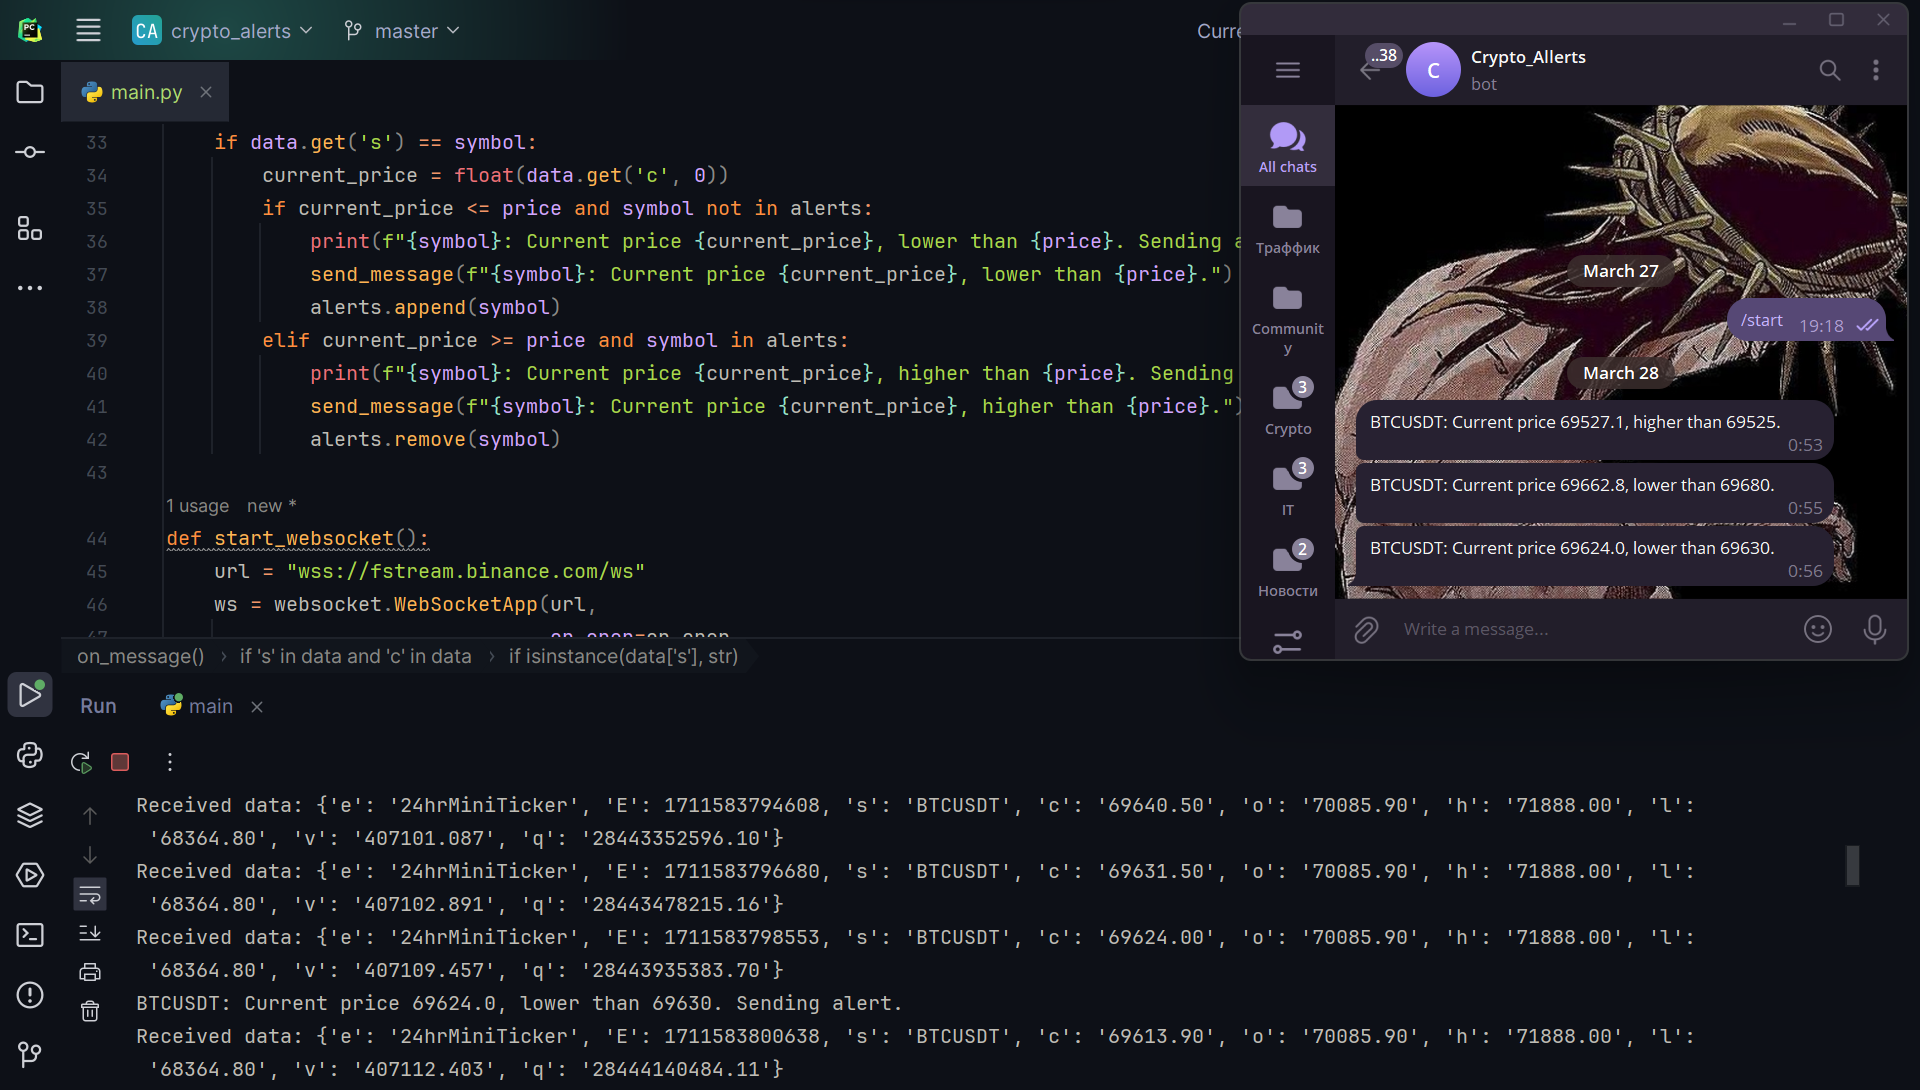 PC
CA crypto_alerts master
Curre
main.py
33 if data.get('s') == symbol:
34 current_price = float(data.get('c', 0))
35 if current_price <= price and symbol not in alerts:
36 print(f"{symbol}: Current price {current_price}, lower than {price}. Sending a
37 send_message(f"{symbol}: Current price {current_price}, lower than {price}.")
38 alerts.append(symbol)
39 elif current_price >= price and symbol in alerts:
40 print(f"{symbol}: Current price {current_price}, higher than {price}. Sending
41 send_message(f"{symbol}: Current price {current_price}, higher than {price}.")
42 alerts.remove(symbol)
43
1 usage new *
44 def start_websocket():
45 url = "wss://fstream.binance.com/ws"
46 ws = websocket.WebSocketApp(url,
47 on_open=on_open
on_message() › if 's' in data and 'c' in data › if isinstance(data['s'], str)
Run main
Received data: {'e': '24hrMiniTicker', 'E': 1711583794608, 's': 'BTCUSDT', 'c': '69640.50', 'o': '70085.90', 'h': '71888.00', 'l':
'68364.80', 'v': '407101.087', 'q': '28443352596.10'}
Received data: {'e': '24hrMiniTicker', 'E': 1711583796680, 's': 'BTCUSDT', 'c': '69631.50', 'o': '70085.90', 'h': '71888.00', 'l':
'68364.80', 'v': '407102.891', 'q': '28443478215.16'}
Received data: {'e': '24hrMiniTicker', 'E': 1711583798553, 's': 'BTCUSDT', 'c': '69624.00', 'o': '70085.90', 'h': '71888.00', 'l':
'68364.80', 'v': '407109.457', 'q': '28443935383.70'}
BTCUSDT: Current price 69624.0, lower than 69630. Sending alert.
Received data: {'e': '24hrMiniTicker', 'E': 1711583800638, 's': 'BTCUSDT', 'c': '69613.90', 'o': '70085.90', 'h': '71888.00', 'l':
'68364.80', 'v': '407112.403', 'q': '28444140484.11'}
..38
C
Crypto_Allerts
bot
All chats
Траффик
Communit
y
3
Crypto
3
IT
2
Новости
March 27
/start 19:18
March 28
BTCUSDT: Current price 69527.1, higher than 69525.
0:53
BTCUSDT: Current price 69662.8, lower than 69680.
0:55
BTCUSDT: Current price 69624.0, lower than 69630.
0:56
Write a message...